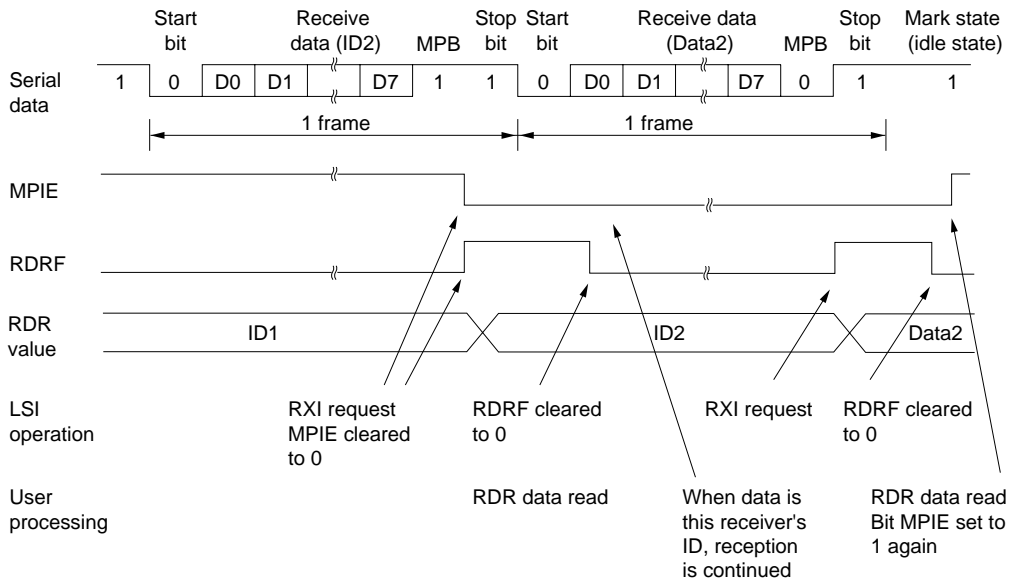 Start bit
Receive data (ID2)
MPB
Stop bit
Start bit
Receive data (Data2)
MPB
Stop bit
Mark state (idle state)
Serial data
1 0 D0 D1 D7 1 1 0 D0 D1 D7 0 1 1
1 frame
1 frame
MPIE
RDRF
RDR value
ID1
ID2
Data2
LSI operation
RXI request
MPIE cleared
to 0
RDRF cleared
to 0
RXI request
RDRF cleared
to 0
User processing
RDR data read
When data is
this receiver's
ID, reception
is continued
RDR data read
Bit MPIE set to
1 again